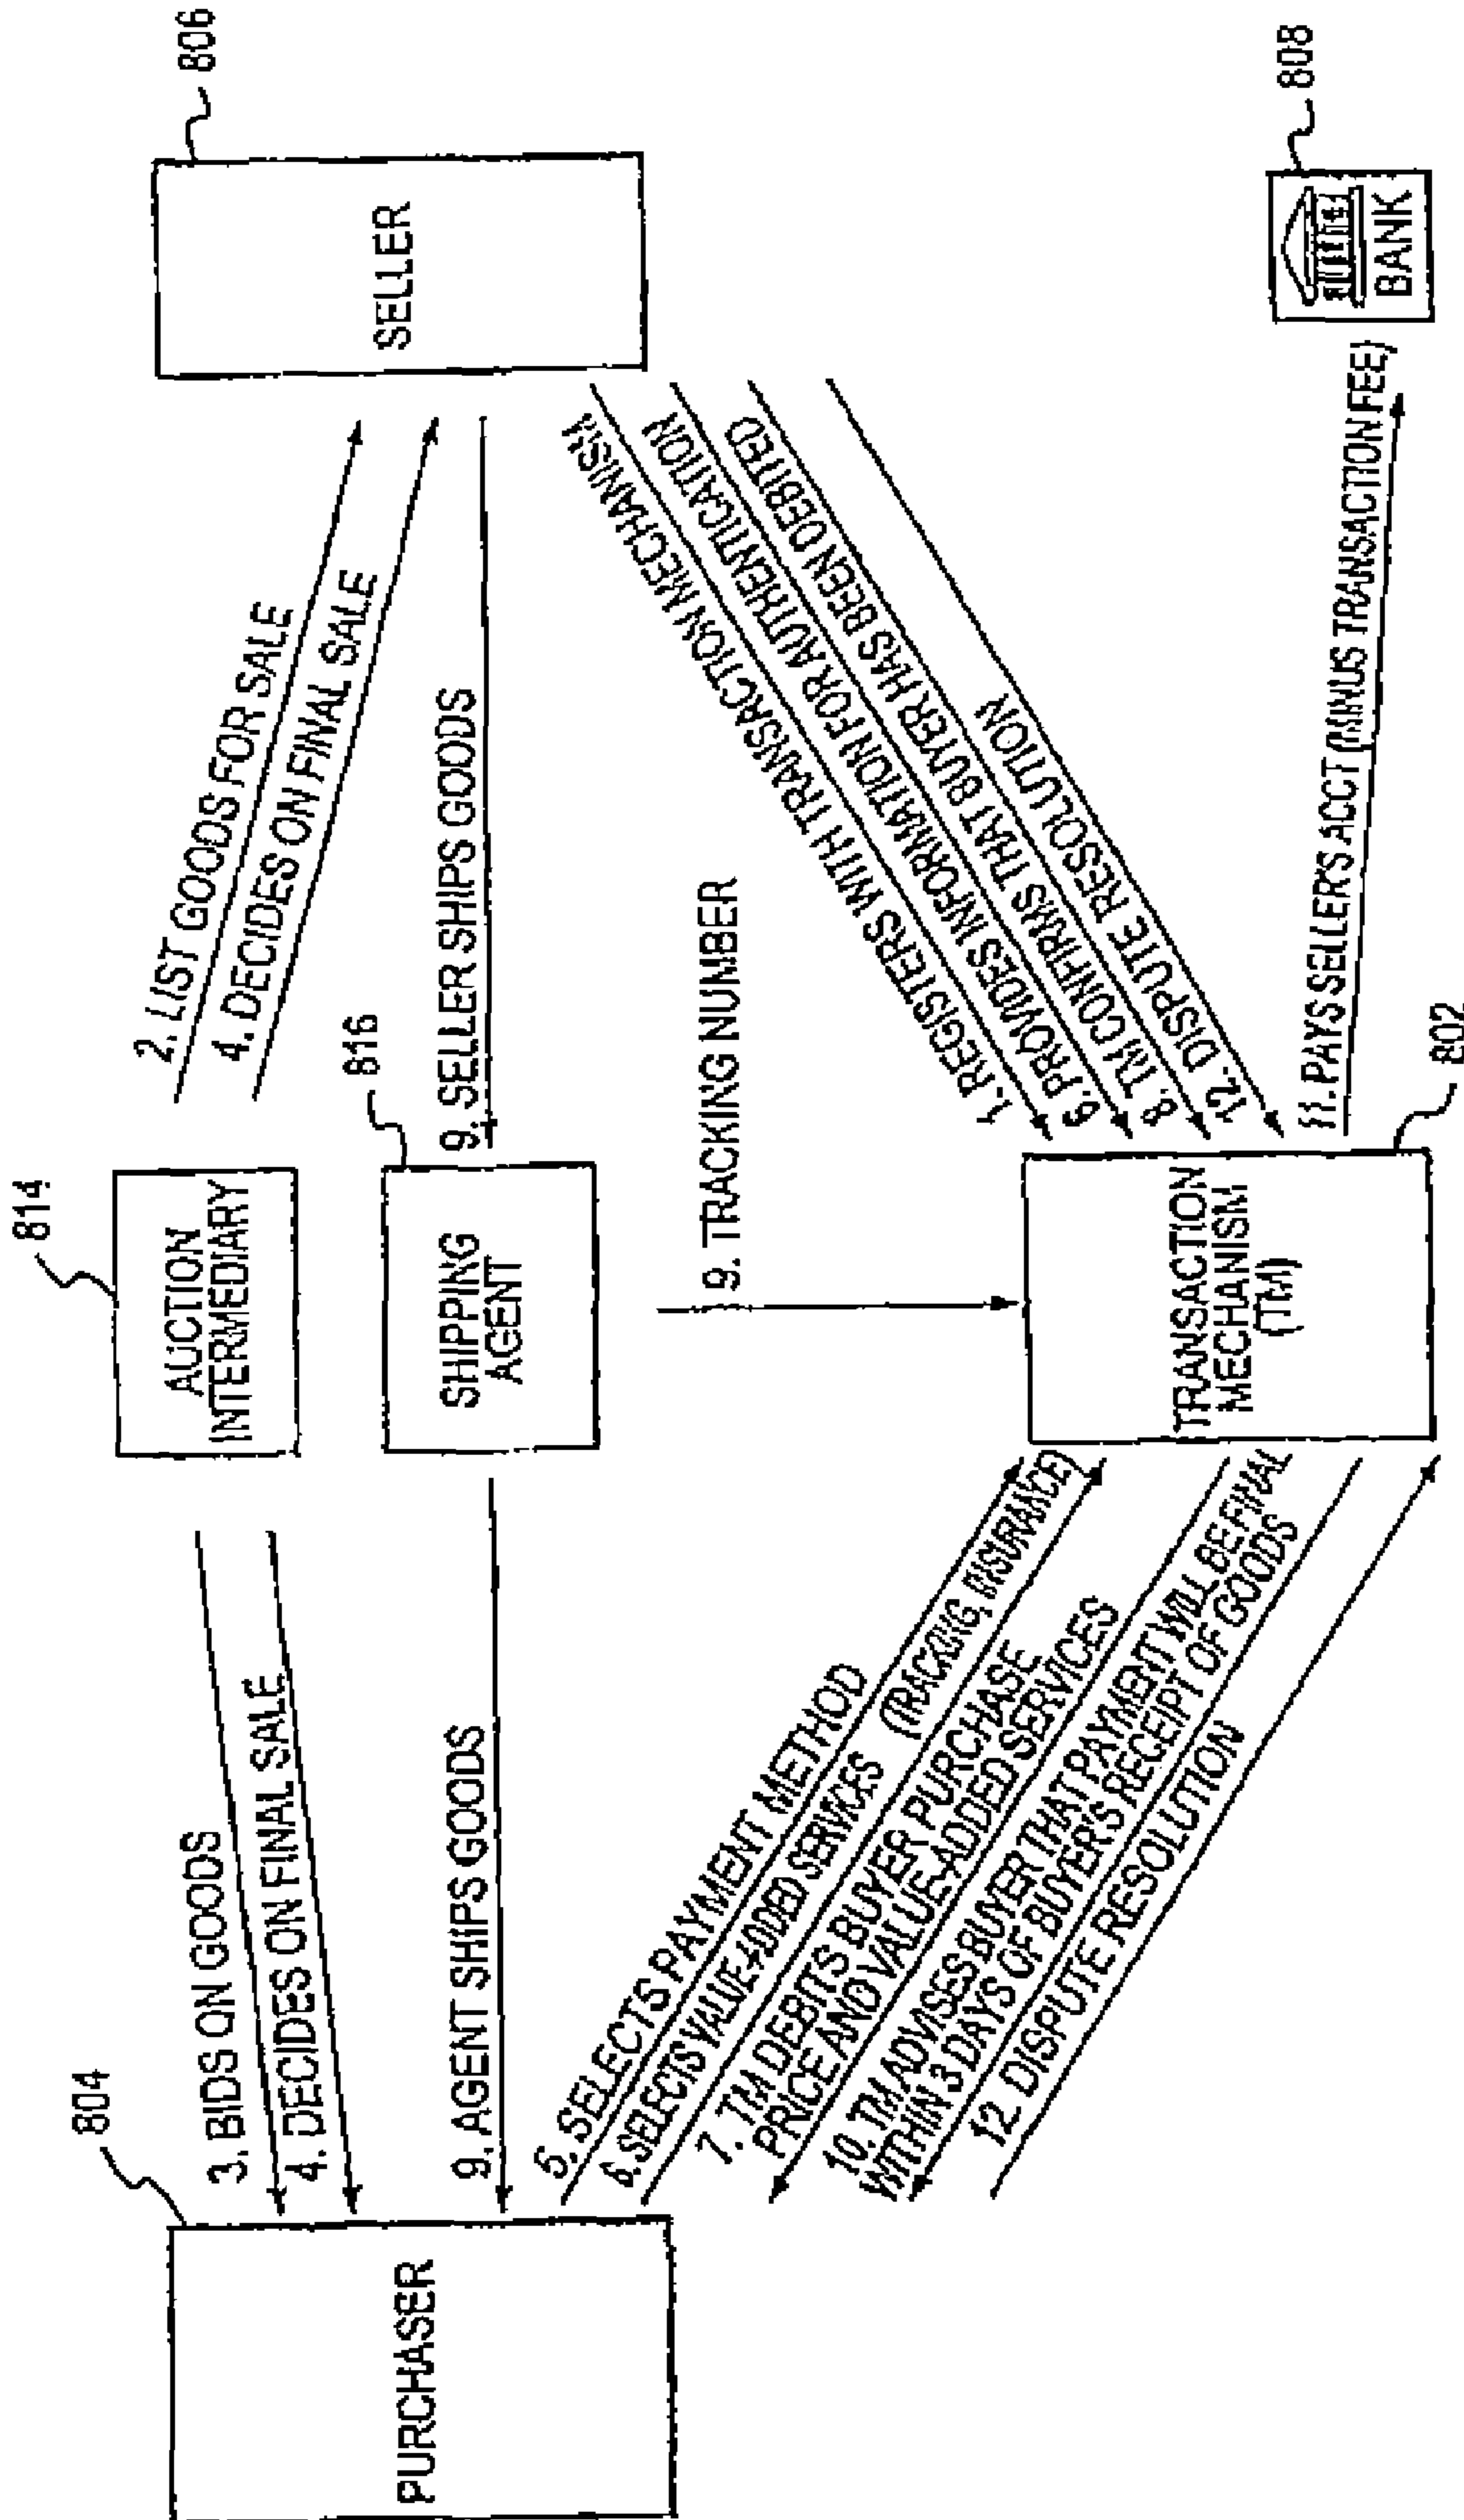 814
AUCTION
INTERMEDIARY
804
3. BIDS ON GOODS
4. DECIDES ON FINAL SALE
2. LIST GOODS FOR SALE
4. DECIDES ON FINAL SALE
806
816
PURCHASER
9. AGENT SHIPS GOODS
SHIPPING
AGENT
9. SELLER SHIPS GOODS
SELLER
9. TRACKING NUMBER
5. SELECTS PAYMENT METHOD
6. SELECTS VALUE-ADDED SERVICES (TRACKING, INSURANCE)
7. TM DEBITS BUYER PURCHASE
PRICE AND VALUE-ADDED SERVICES
10. TM ADVISES BUYER THAT PAYMENT WILL BE FINAL
WITHIN 3 DAYS OF BUYER'S RECEIPT OF GOODS
12. DISPUTE RESOLUTION
1. REGISTERS WITH TRANSACTION MECHANISM
6. PROVIDES INFORMATION FOR AUTHENTICATION
8. TM CONFIRMS THAT BUYER HAS BEEN DEBITED
12. DISPUTE RESOLUTION
TRANSACTION
MECHANISM
(TM)
11. PAYS SELLER'S ACCT (MINUS TRANSACTION FEE)
802
808
BANK